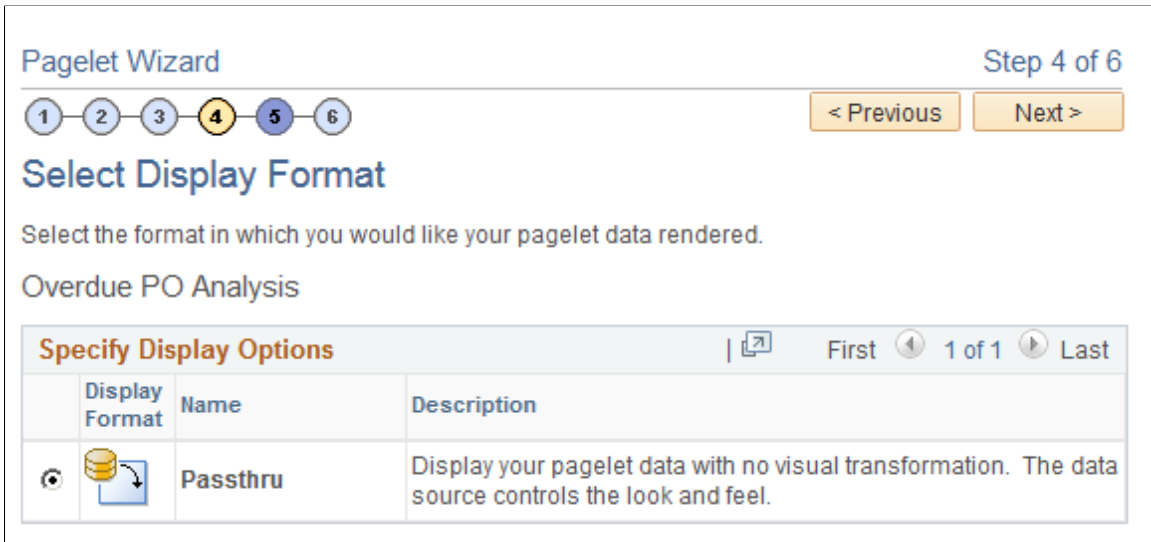 Pagelet Wizard
Step 4 of 6
1 2 3 4 5 6
< Previous
Next >
Select Display Format
Select the format in which you would like your pagelet data rendered.
Overdue PO Analysis
Specify Display Options | First 1 of 1 Last
Display Format Name Description
Passthru
Display your pagelet data with no visual transformation. The data
source controls the look and feel.